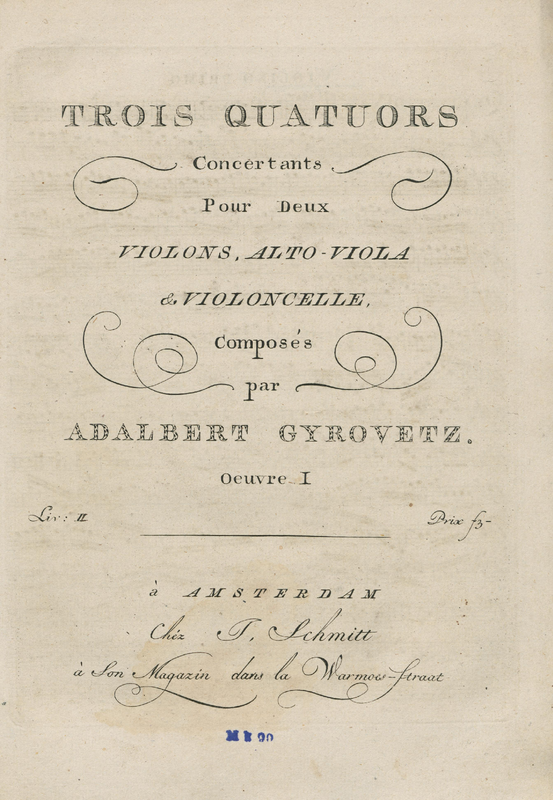 TROIS QUATUORS
Concertants
Pour Deux
VIOLONS, ALTO-VIOLA
& VIOLONCELLE,
Composés
par
ADALBERT GYROVETZ.
Oeuvre I
Liv: II
Prix f3-
à AMSTERDAM
Chéz J. Schmitt
à Son Magazin dans la Warmoes-straat